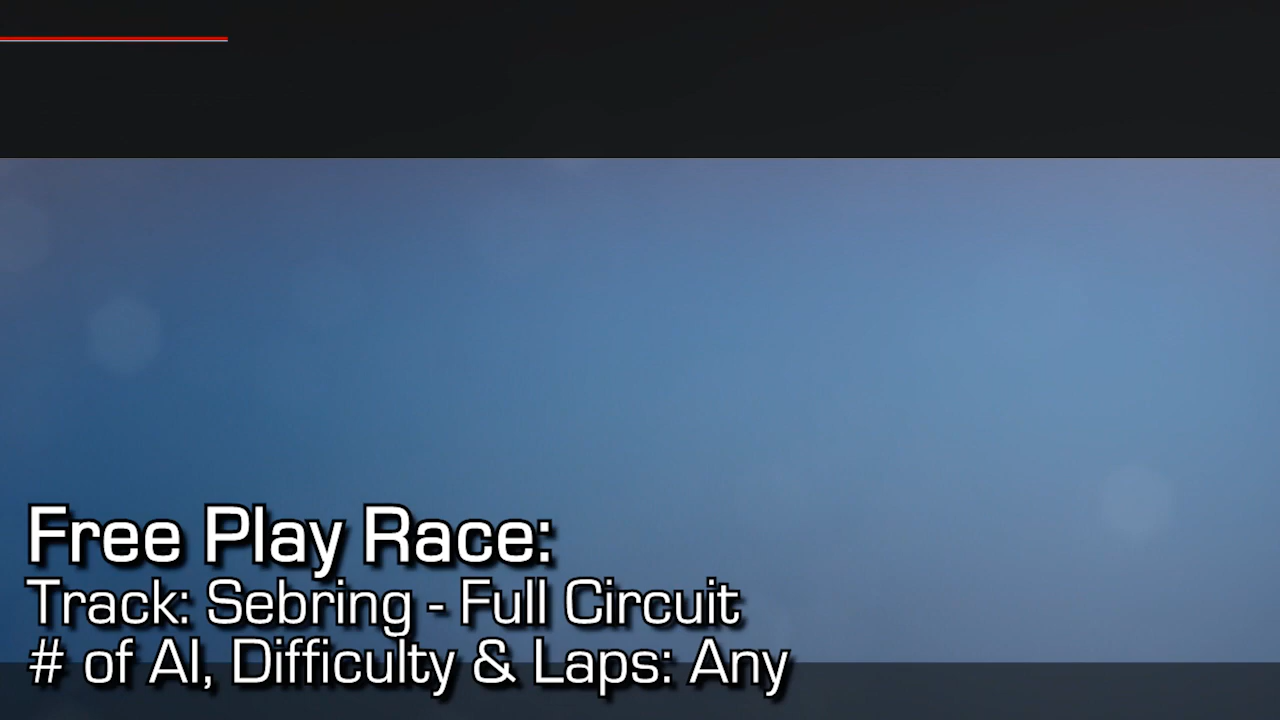 Free Play Race:
Track: Sebring - Full Circuit
# of AI, Difficulty & Laps: Any